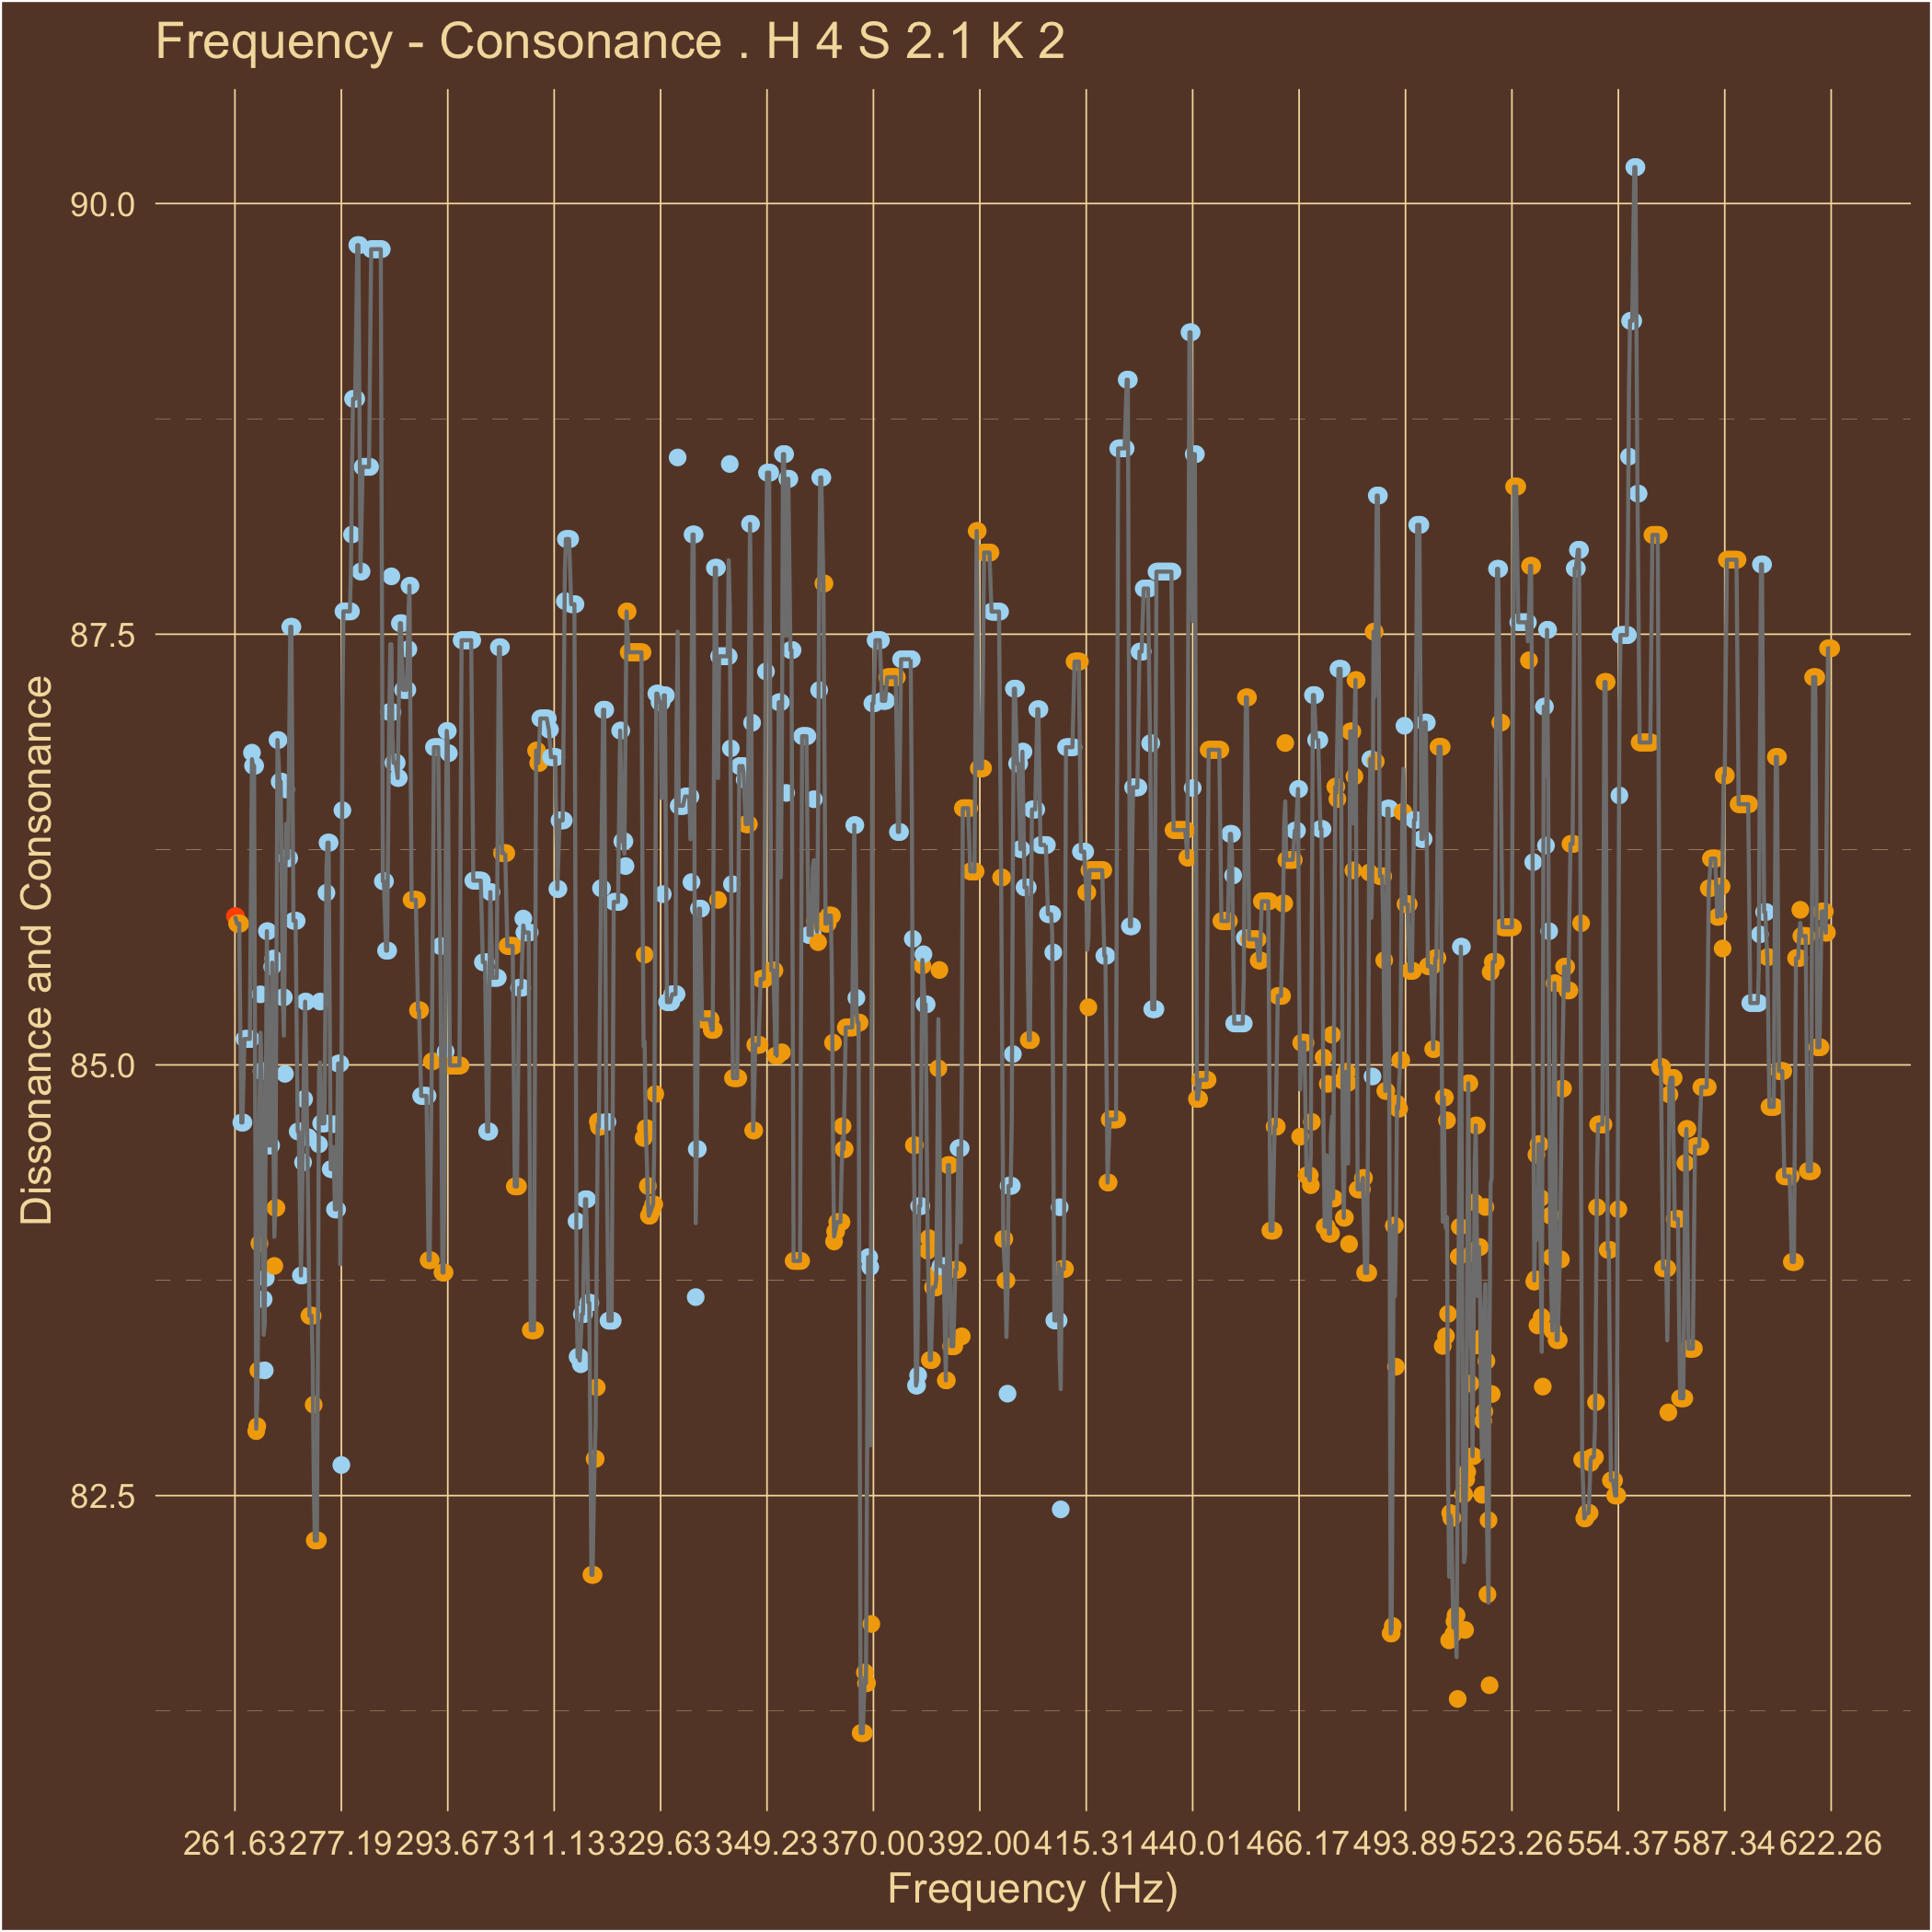 Frequency - Consonance . H 4 S 2.1 K 2
Dissonance and Consonance
90.0
87.5
85.0
82.5
261.63 277.19 293.67 311.13 329.63 349.23 370.00 392.00 415.31 440.01 466.17 493.89 523.26 554.37 587.34 622.26
Frequency (Hz)